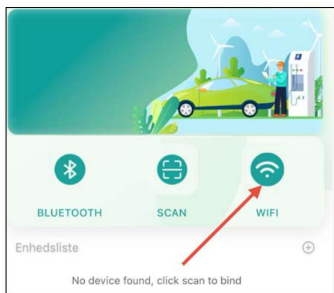 BLUETOOTH SCAN WIFI
Enhedsliste
No device found, click scan to bind